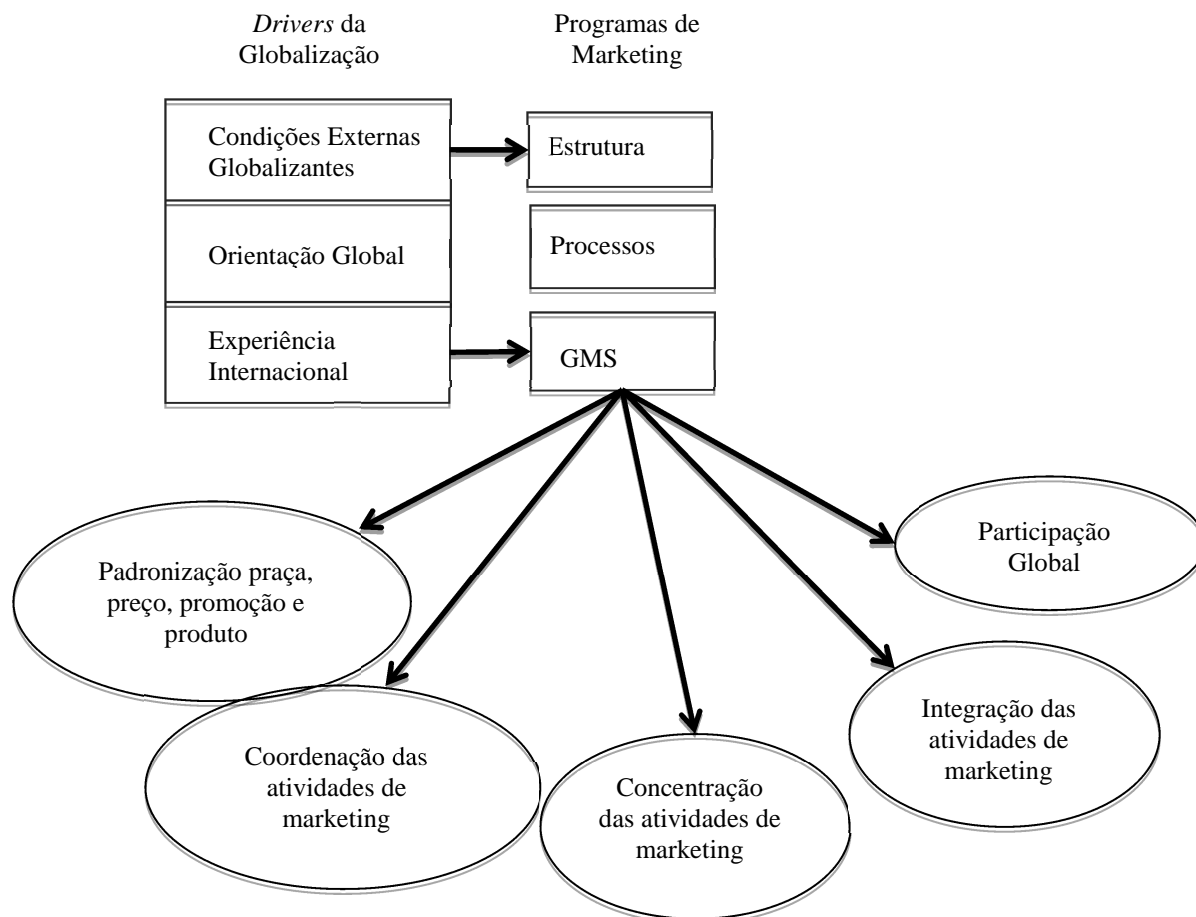 Drivers da
Globalização
Programas de
Marketing
Condições Externas
Globalizantes
Estrutura
Orientação Global
Processos
Experiência
Internacional
GMS
Participação
Global
Padronização praça,
preço, promoção e
produto
Integração das
atividades de
marketing
Coordenação das
atividades de
marketing
Concentração
das atividades de
marketing